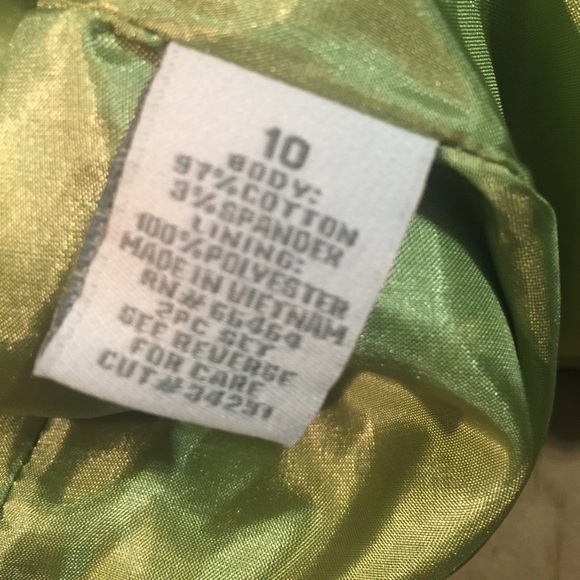 10
BODY:
97%COTTON
3%SPANDEX
LINING:
100%POLYESTER
MADE IN VIETNAM
RN#66464
2PC SET
SEE REVERSE
FOR CARE
CUT#34231